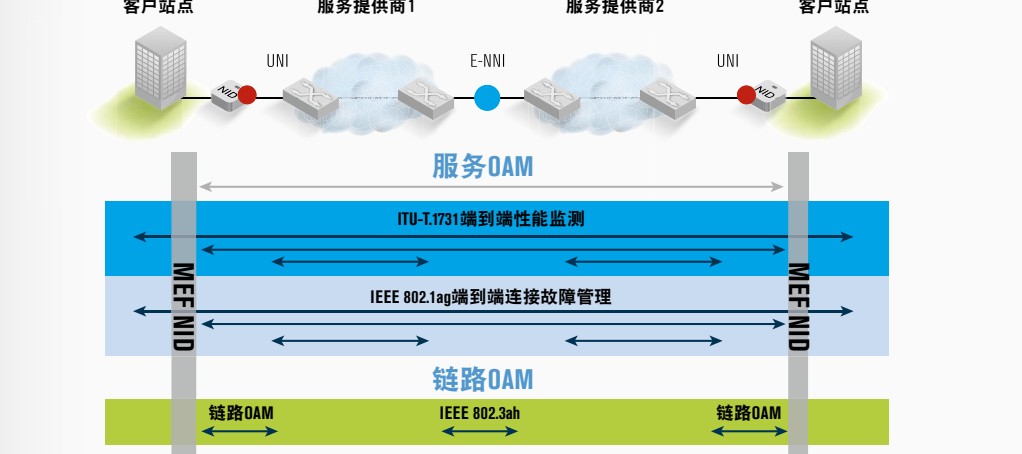 客户站点
服务提供商1
服务提供商2
客户站点
UNI
E-NNI
UNI
NID
NID
服务OAM
ITU-T.1731端到端性能监测
MEF NID
MEF NID
IEEE 802.1ag端到端连接故障管理
链路OAM
链路OAM
IEEE 802.3ah
链路OAM